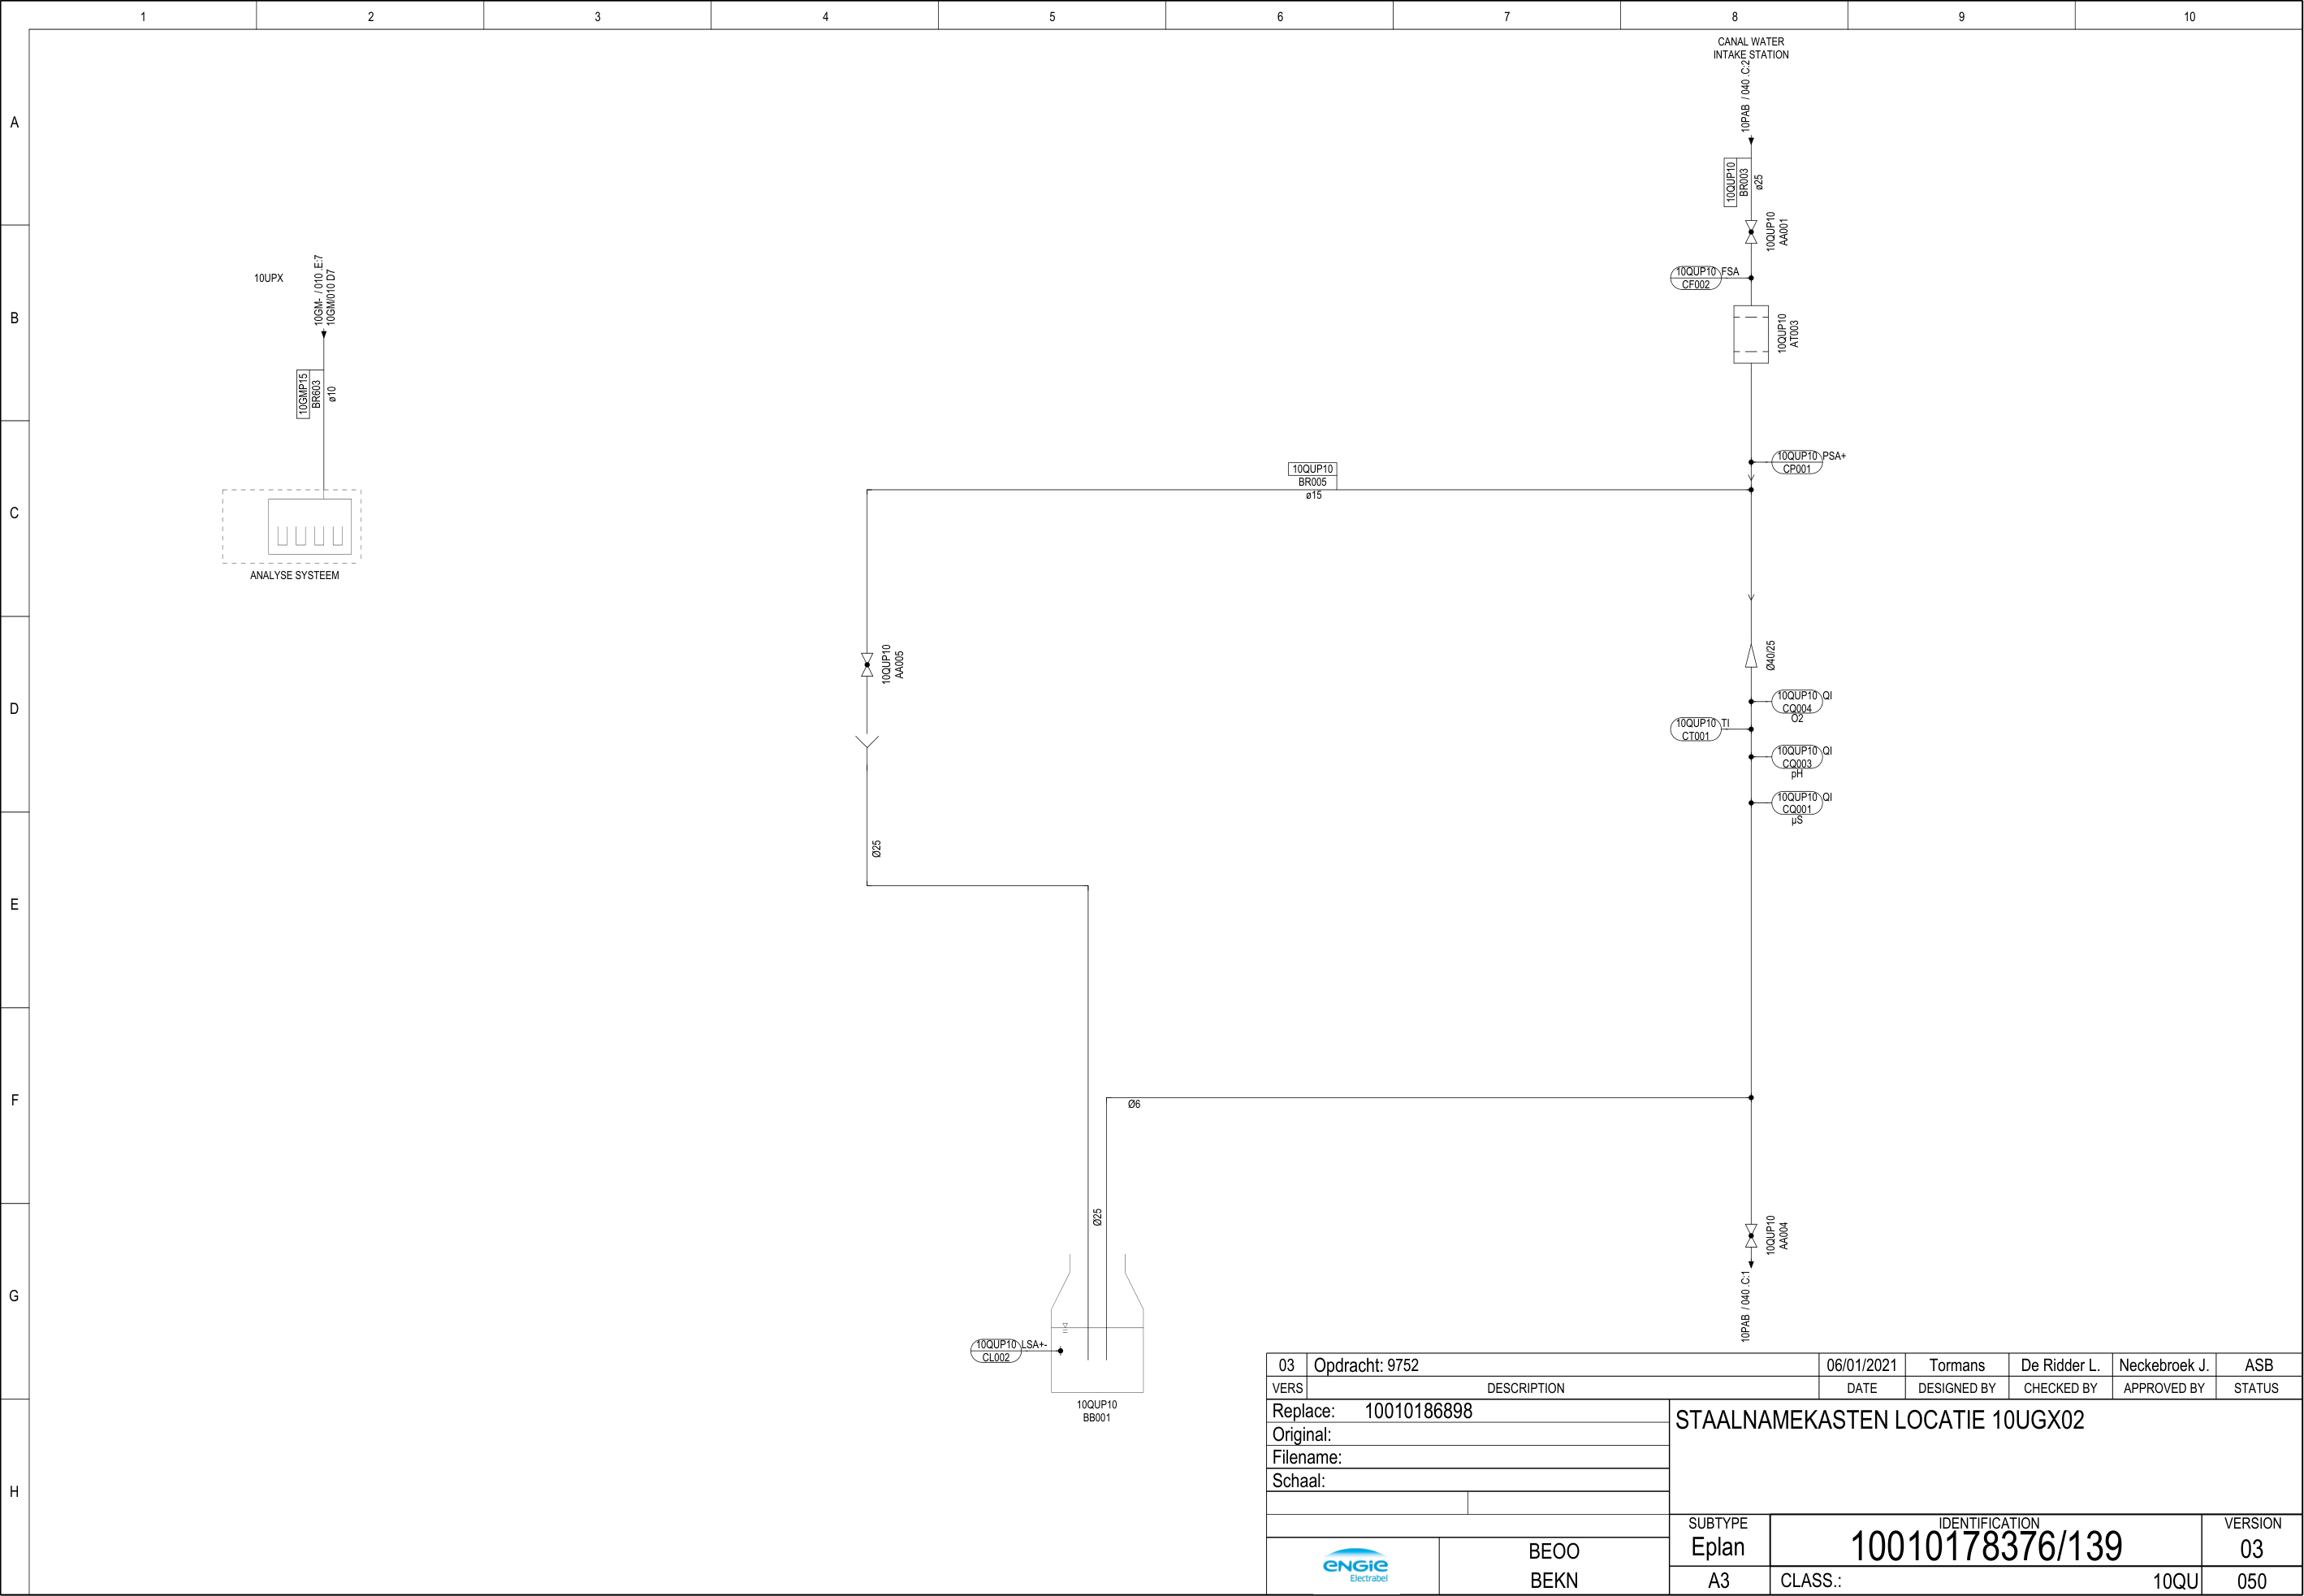 1 2 3 4 5 6 7 8 9 10
A
B
C
D
E
F
G
H
CANAL WATER
INTAKE STATION
10PAB / 040 .C:2
10QUP10
BR003
ø25
10QUP10
AA001
10QUP10 FSA
CF002
10QUP10
AT003
10UPX
10GM- / 010 .E:7
10GM/010 D7
10GMP15
BR603
ø10
ANALYSE SYSTEEM
10QUP10 PSA+
CP001
10QUP10
BR005
ø15
10QUP10
AA005
Ø40/25
10QUP10 QI
CQ004
O2
10QUP10 TI
CT001
10QUP10 QI
CQ003
pH
10QUP10 QI
CQ001
µS
Ø25
Ø6
Ø25
10QUP10
AA004
10PAB / 040 .C:1
10QUP10 LSA+-
CL002
10QUP10
BB001
03 Opdracht: 9752 06/01/2021 Tormans De Ridder L. Neckebroek J. ASB
VERS DESCRIPTION DATE DESIGNED BY CHECKED BY APPROVED BY STATUS
Replace: 10010186898
Original:
Filename:
Schaal:
STAALNAMEKASTEN LOCATIE 10UGX02
ENGIE
Electrabel
BEOO
BEKN
SUBTYPE IDENTIFICATION VERSION
Eplan 10010178376/139 03
A3 CLASS.: 10QU 050